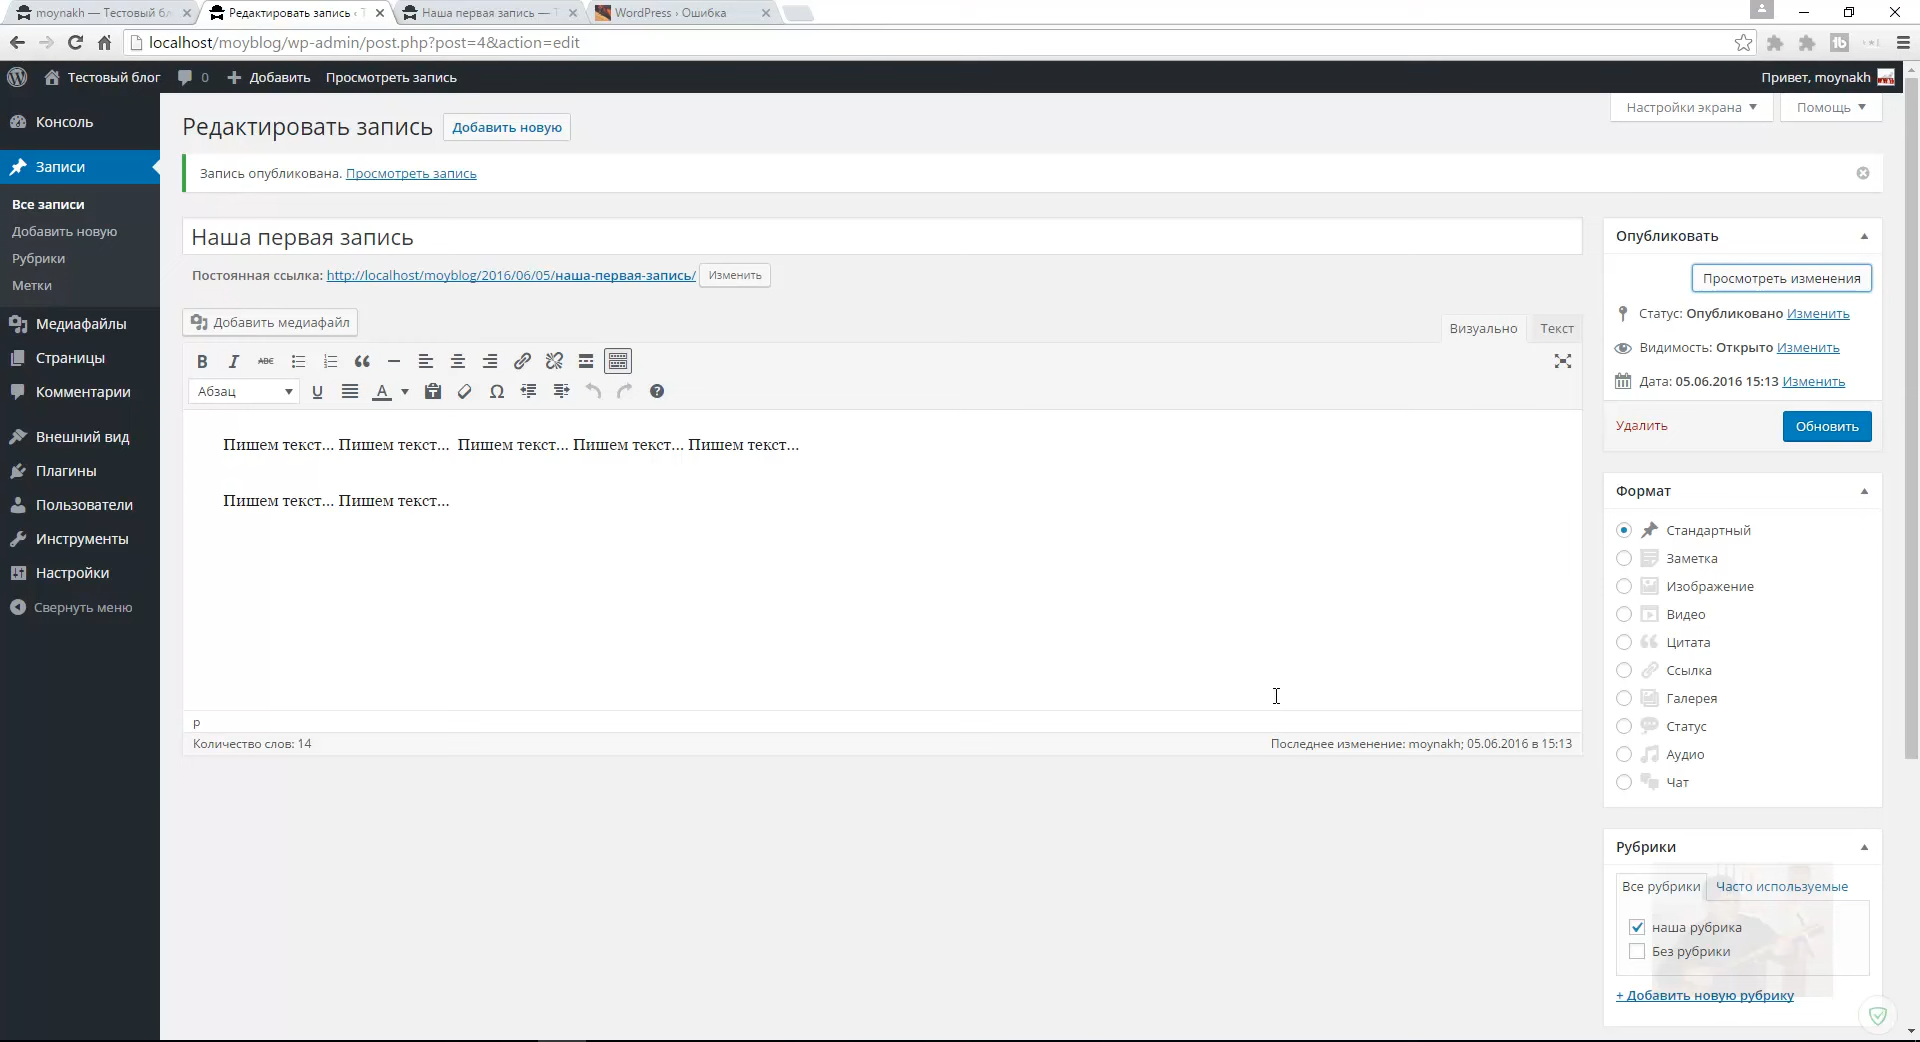 moynakh — Тестовый бл
Редактировать запись ‹ Т
Наша первая запись — Т
WordPress › Ошибка
localhost/moyblog/wp-admin/post.php?post=4&action=edit
Тестовый блог
0
Добавить
Просмотреть запись
Привет, moynakh
Консоль
Записи
Все записи
Добавить новую
Рубрики
Метки
Медиафайлы
Страницы
Комментарии
Внешний вид
Плагины
Пользователи
Инструменты
Настройки
Свернуть меню
Настройки экрана
Помощь
Редактировать запись
Добавить новую
Запись опубликована. Просмотреть запись
Наша первая запись
Постоянная ссылка: http://localhost/moyblog/2016/06/05/наша-первая-запись/ Изменить
Добавить медиафайл
Визуально
Текст
B I ABC
Абзац
U A Ω
Пишем текст... Пишем текст...  Пишем текст... Пишем текст... Пишем текст...
Пишем текст... Пишем текст...
p
Количество слов: 14
Последнее изменение: moynakh; 05.06.2016 в 15:13
Опубликовать
Просмотреть изменения
Статус: Опубликовано Изменить
Видимость: Открыто Изменить
Дата: 05.06.2016 15:13 Изменить
Удалить
Обновить
Формат
Стандартный
Заметка
Изображение
Видео
Цитата
Ссылка
Галерея
Статус
Аудио
Чат
Рубрики
Все рубрики
Часто используемые
наша рубрика
Без рубрики
+ Добавить новую рубрику